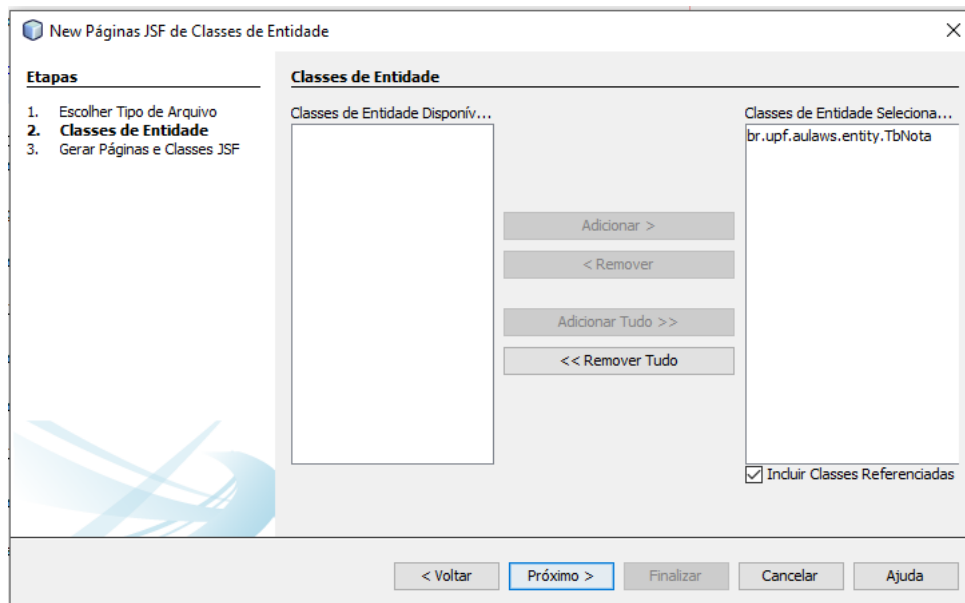 New Páginas JSF de Classes de Entidade
Etapas
1. Escolher Tipo de Arquivo
2. Classes de Entidade
3. Gerar Páginas e Classes JSF
Classes de Entidade
Classes de Entidade Disponív...
Adicionar >
< Remover
Adicionar Tudo >>
<< Remover Tudo
Classes de Entidade Seleciona...
br.upf.aulaws.entity.TbNota
Incluir Classes Referenciadas
< Voltar
Próximo >
Finalizar
Cancelar
Ajuda